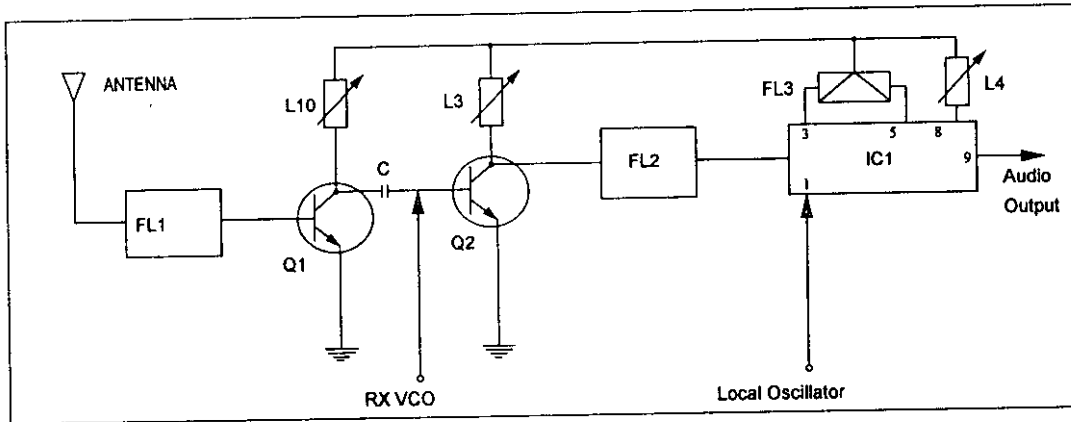 ANTENNA
L10
L3
FL3
L4
3
5
8
FL2
IC1
9
C
Audio
Output
FL1
1
Q1
Q2
RX VCO
Local Oscillator